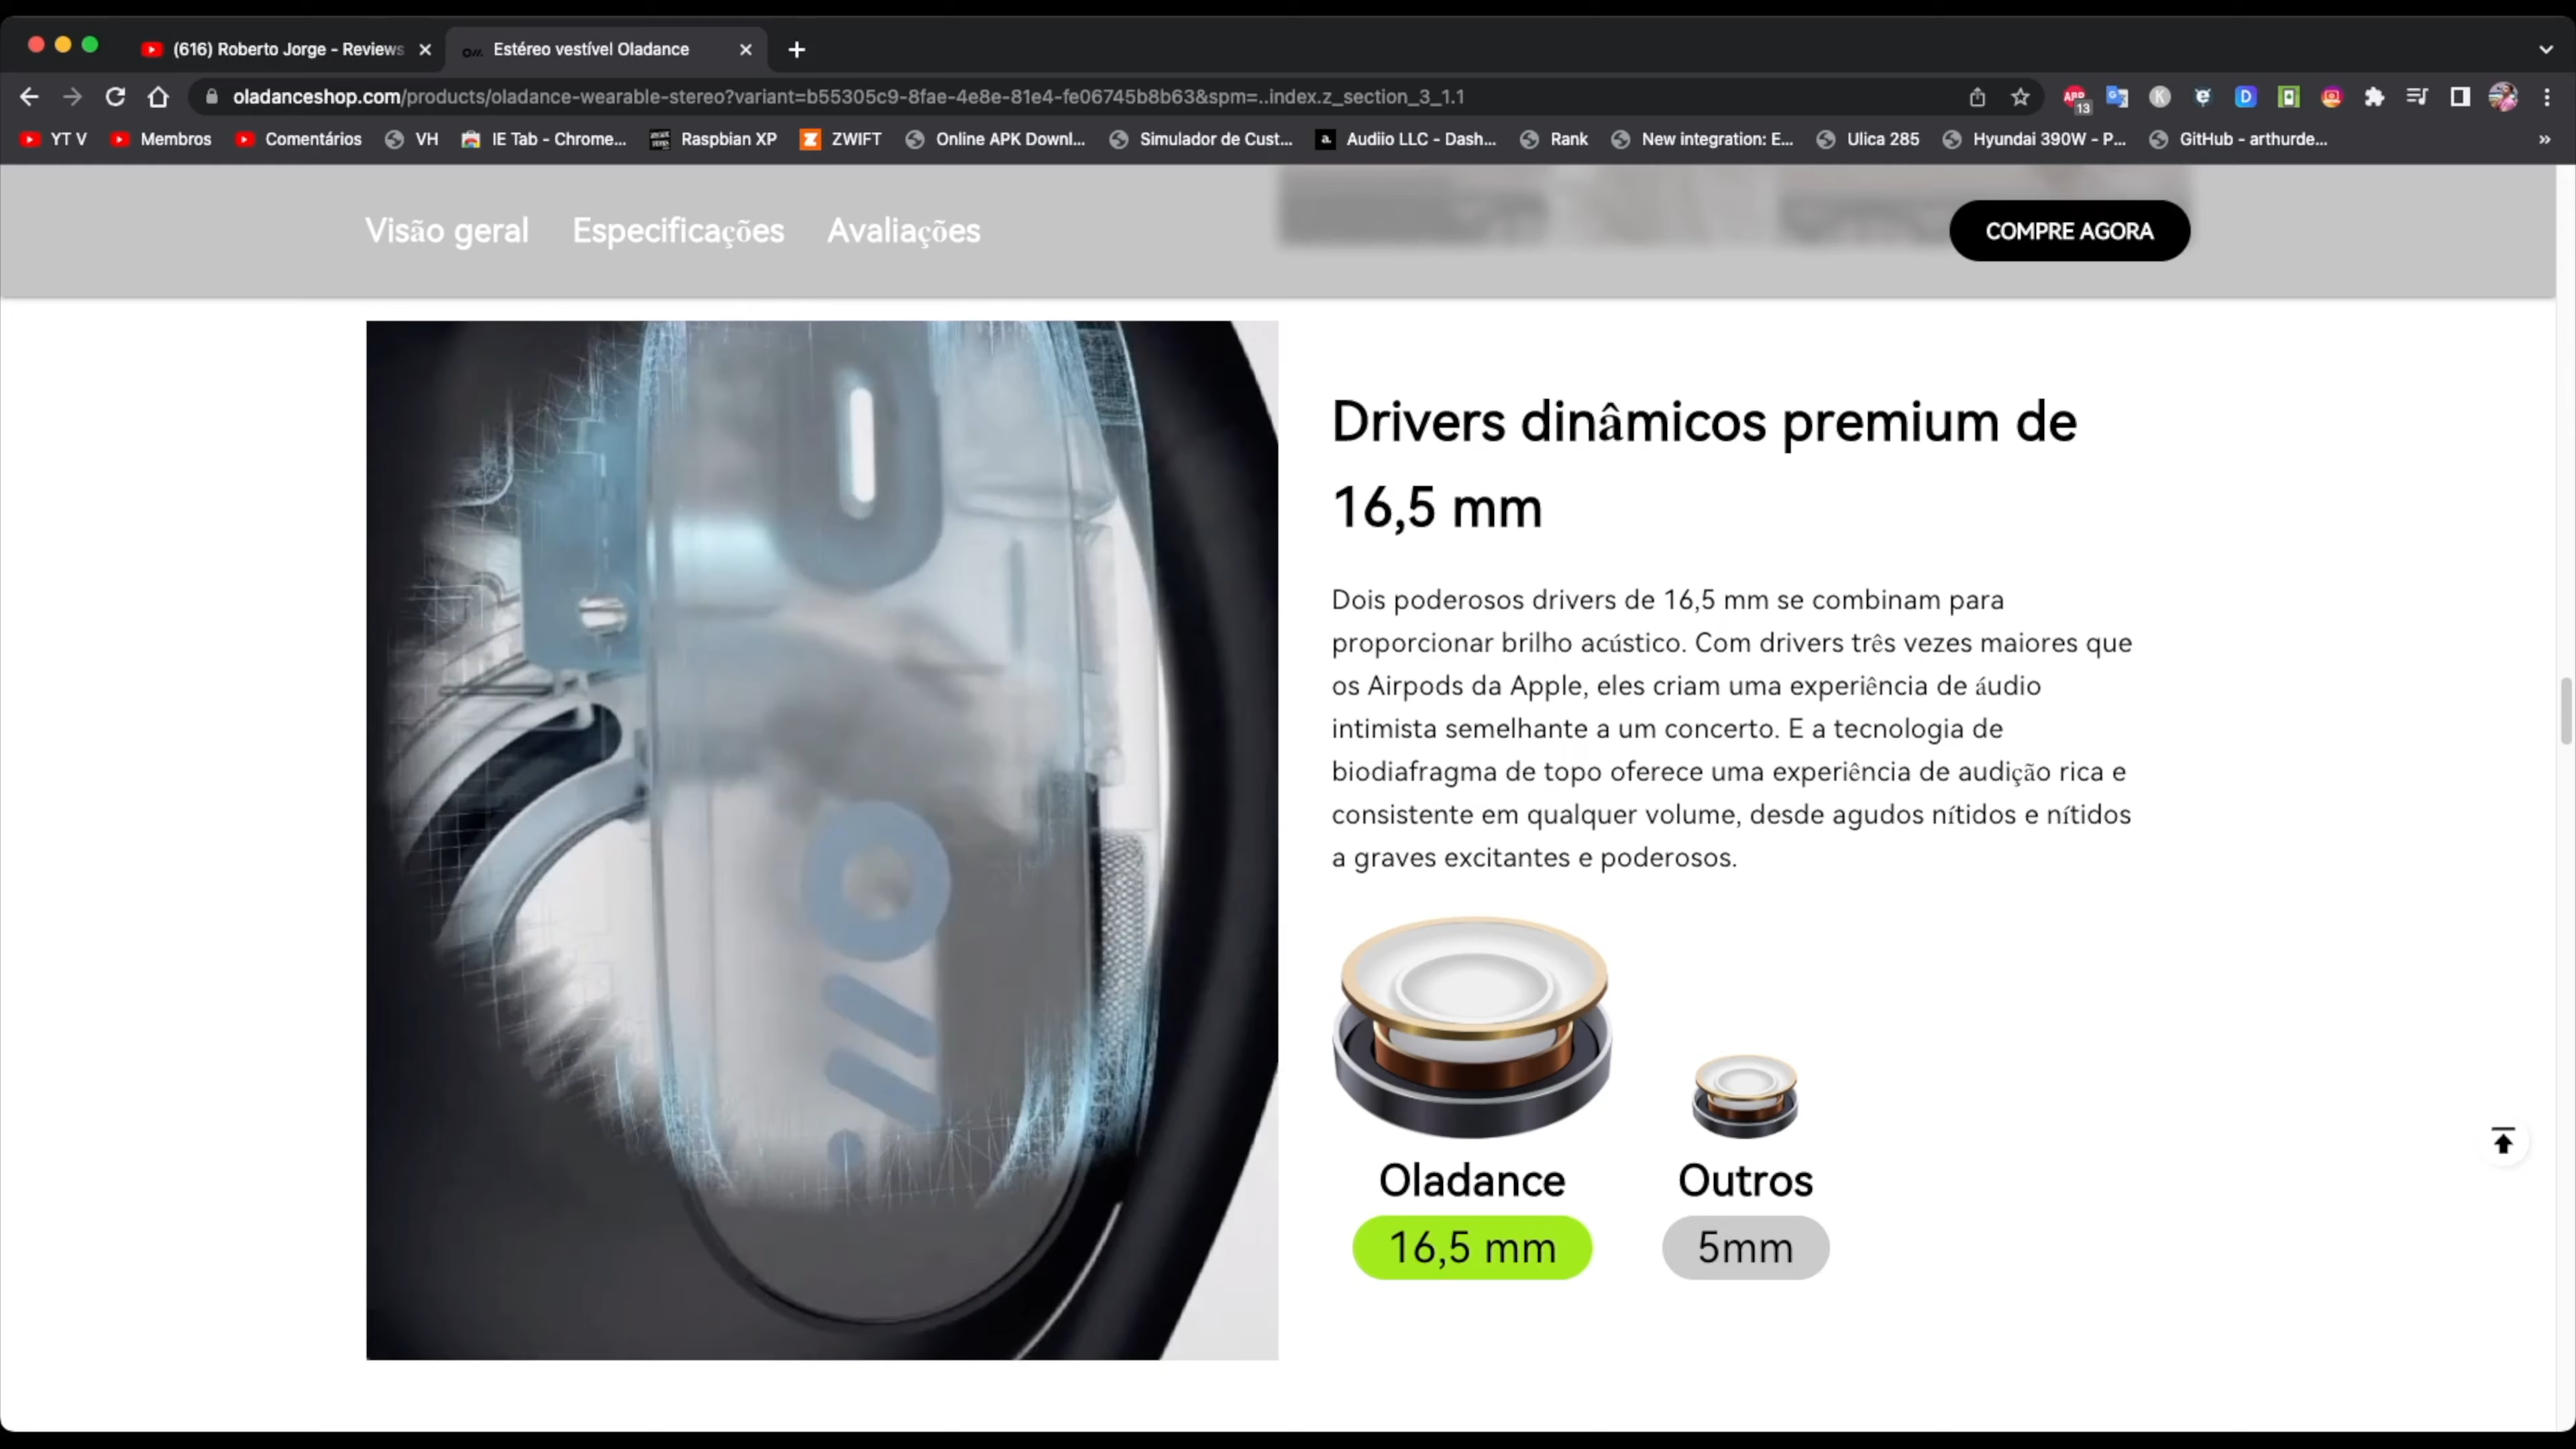 (616) Roberto Jorge - Reviews
Estéreo vestível Oladance
oladanceshop.com/products/oladance-wearable-stereo?variant=b55305c9-8fae-4e8e-81e4-fe06745b8b63&spm=..index.z_section_3_1.1
ABP
13
K
D
YT V
Membros
Comentários
VH
IE Tab - Chrome...
Raspbian XP
ZWIFT
Online APK Downl...
Simulador de Cust...
a.
Audiio LLC - Dash...
Rank
New integration: E...
Ulica 285
Hyundai 390W - P...
GitHub - arthurde...
»
Visão geral
Especificações
Avaliações
COMPRE AGORA
Drivers dinâmicos premium de
16,5 mm
Dois poderosos drivers de 16,5 mm se combinam para
proporcionar brilho acústico. Com drivers três vezes maiores que
os Airpods da Apple, eles criam uma experiência de áudio
intimista semelhante a um concerto. E a tecnologia de
biodiafragma de topo oferece uma experiência de audição rica e
consistente em qualquer volume, desde agudos nítidos e nítidos
a graves excitantes e poderosos.
Oladance
Outros
16,5 mm
5mm